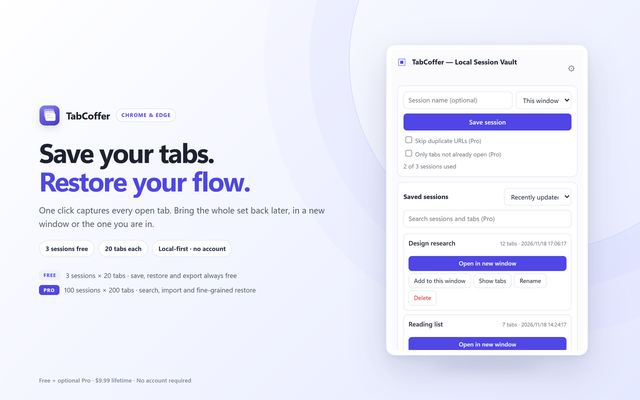 TabCoffer
CHROME & EDGE
Save your tabs.
Restore your flow.
One click captures every open tab. Bring the whole set back later, in a new
window or the one you are in.
3 sessions free
20 tabs each
Local-first · no account
FREE 3 sessions × 20 tabs · save, restore and export always free
PRO 100 sessions × 200 tabs · search, import and fine-grained restore
Free + optional Pro · $9.99 lifetime · No account required
TabCoffer — Local Session Vault
Session name (optional)
This window
Save session
Skip duplicate URLs (Pro)
Only tabs not already open (Pro)
2 of 3 sessions used
Saved sessions
Recently updated
Search sessions and tabs (Pro)
Design research
12 tabs · 2026/11/18 17:06:17
Open in new window
Add to this window
Show tabs
Rename
Delete
Reading list
7 tabs · 2026/11/18 14:24:17
Open in new window